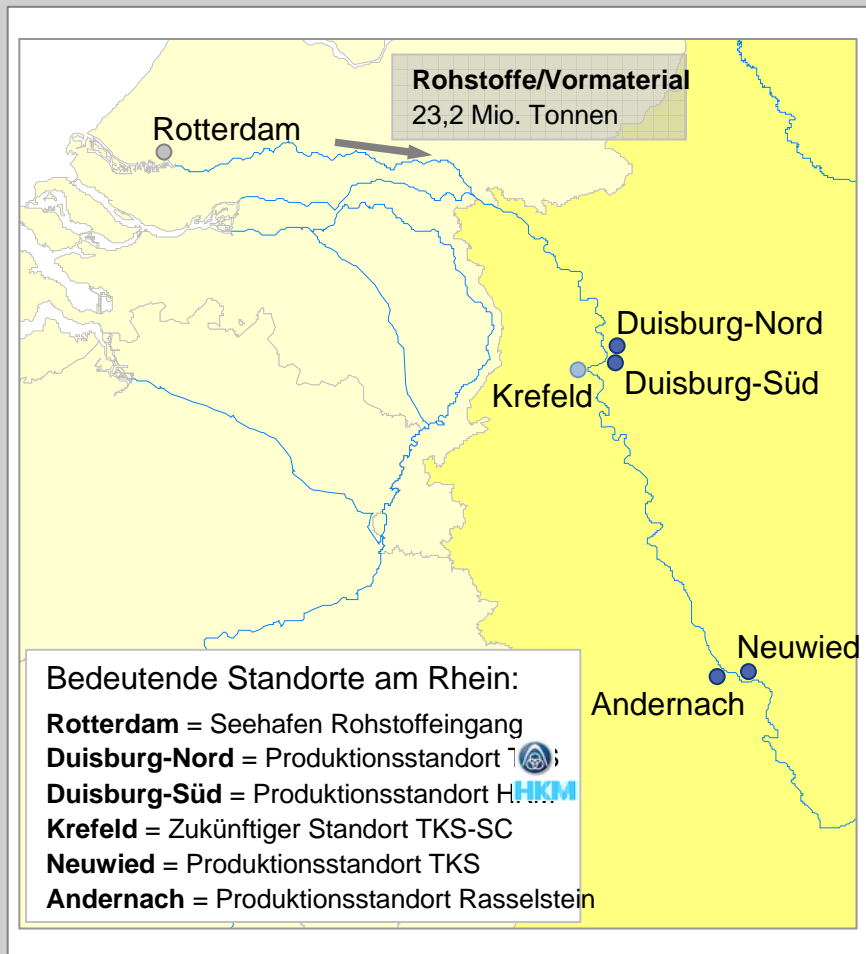 Rohstoffe/Vormaterial
23,2 Mio. Tonnen
Rotterdam
Duisburg-Nord
Duisburg-Süd
Krefeld
Neuwied
Andernach
Bedeutende Standorte am Rhein:
Rotterdam = Seehafen Rohstoffeingang
Duisburg-Nord = Produktionsstandort
Duisburg-Süd = Produktionsstandort HKM
HKM
Krefeld = Zukünftiger Standort TKS-SC
Neuwied = Produktionsstandort TKS
Andernach = Produktionsstandort Rasselstein